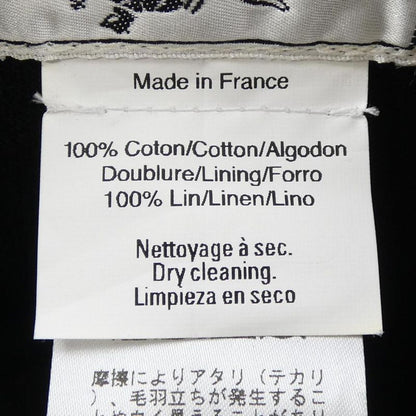 Made in France
100% Coton/Cotton/Algodon
Doublure/Lining/Forro
100% Lin/Linen/Lino
Nettoyage à sec.
Dry cleaning.
Limpieza en seco
摩擦によりアタリ（テカリ
）、毛羽立ちが発生するこ